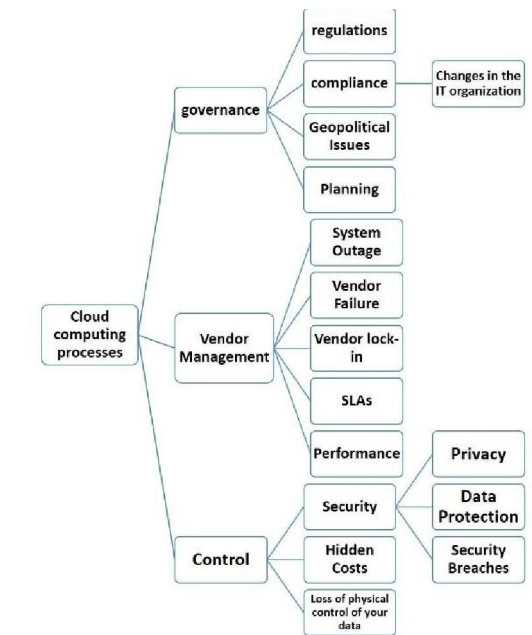 regulations
compliance
Changes in the
IT organization
governance
Geopolitical
Issues
Planning
System
Outage
Vendor
Failure
Cloud
computing
processes
Vendor
Management
Vendor lock-
in
SLAs
Performance
Privacy
Security
Data
Protection
Control
Hidden
Costs
Security
Breaches
Loss of physical
control of your
data